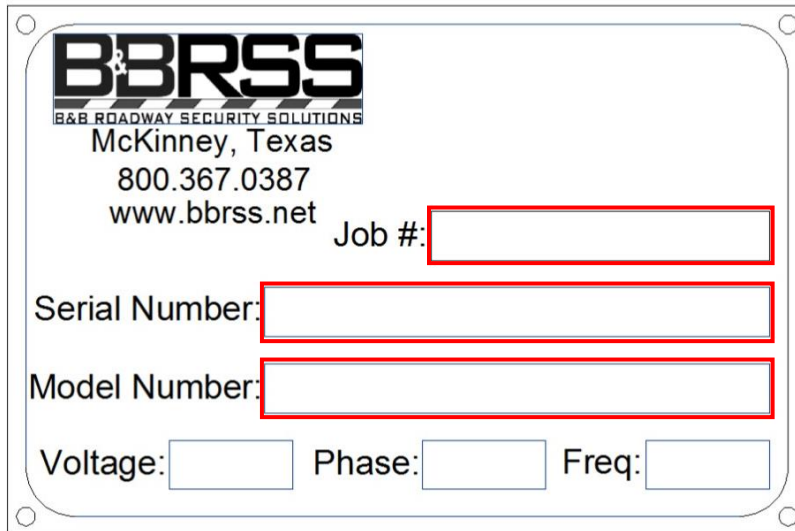 B&BRSS
B&B ROADWAY SECURITY SOLUTIONS
McKinney, Texas
800.367.0387
www.bbrss.net
Job #:
Serial Number:
Model Number:
Voltage: Phase: Freq: